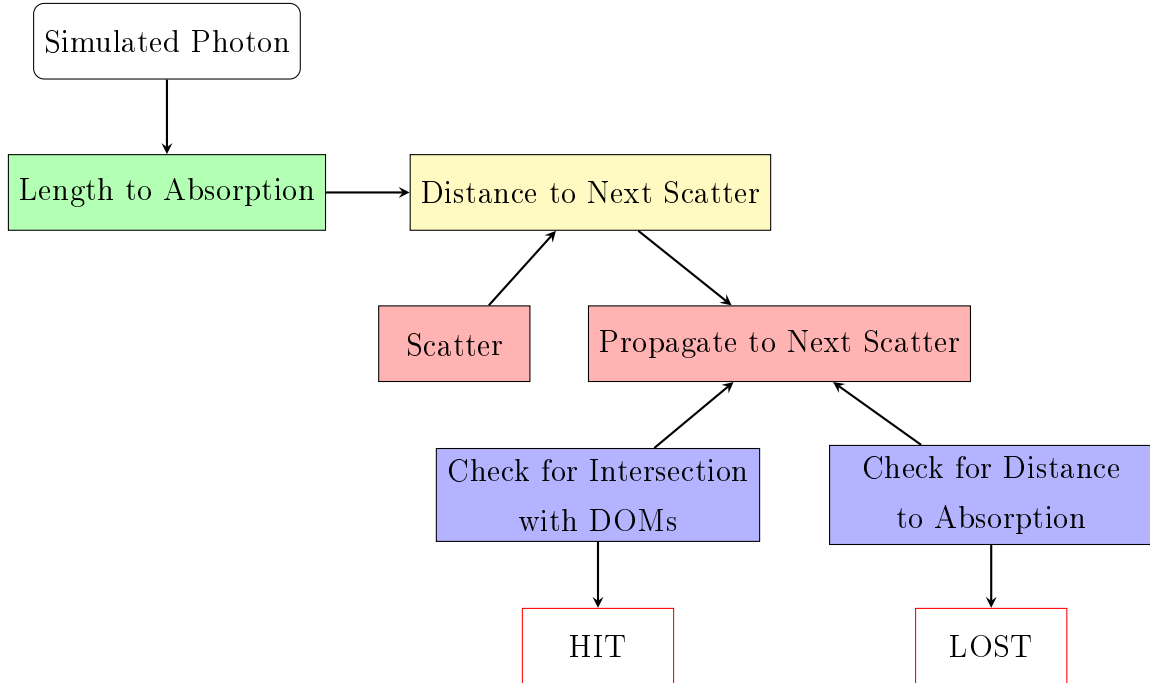 Simulated Photon
Length to Absorption
Distance to Next Scatter
Scatter
Propagate to Next Scatter
Check for Intersection
with DOMs
Check for Distance
to Absorption
HIT
LOST